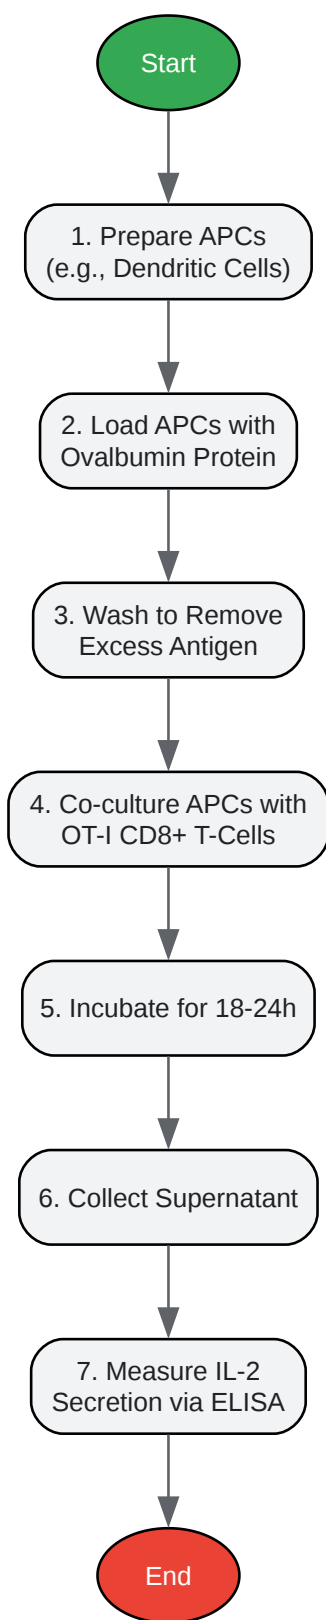 Start
1. Prepare APCs
(e.g., Dendritic Cells)
2. Load APCs with
Ovalbumin Protein
3. Wash to Remove
Excess Antigen
4. Co-culture APCs with
OT-I CD8+ T-Cells
5. Incubate for 18-24h
6. Collect Supernatant
7. Measure IL-2
Secretion via ELISA
End